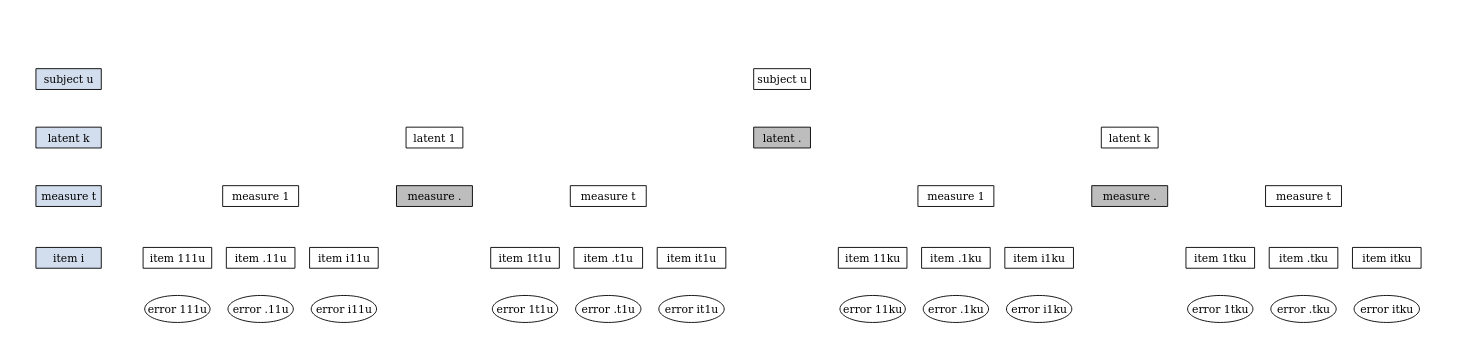 subject u subject u
latent k latent 1 latent . latent k
measure t measure 1 measure . measure t measure 1 measure . measure t
item i item 111u item .11u item i11u item 1t1u item .t1u item it1u item 11ku item .1ku item i1ku item 1tku item .tku item itku
error 111u error .11u error i11u error 1t1u error .t1u error it1u error 11ku error .1ku error i1ku error 1tku error .tku error itku